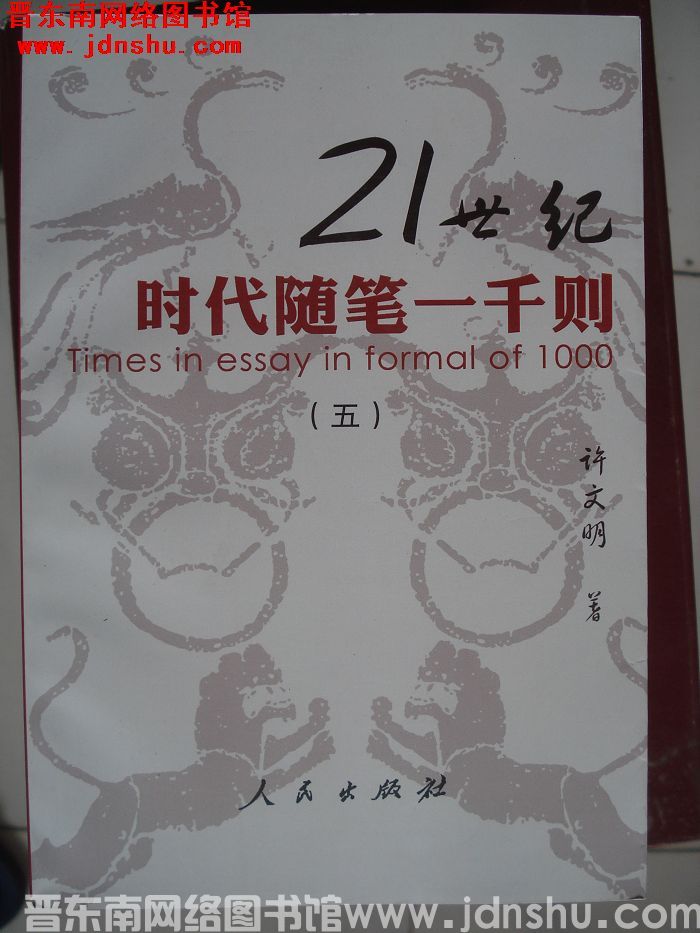 晋东南网络图书馆
www.jdnshu.com
21世纪
时代随笔一千则
Times in essay in formal of 1000
（五）
许文明 著
人民出版社
晋东南网络图书馆www.jdnshu.com